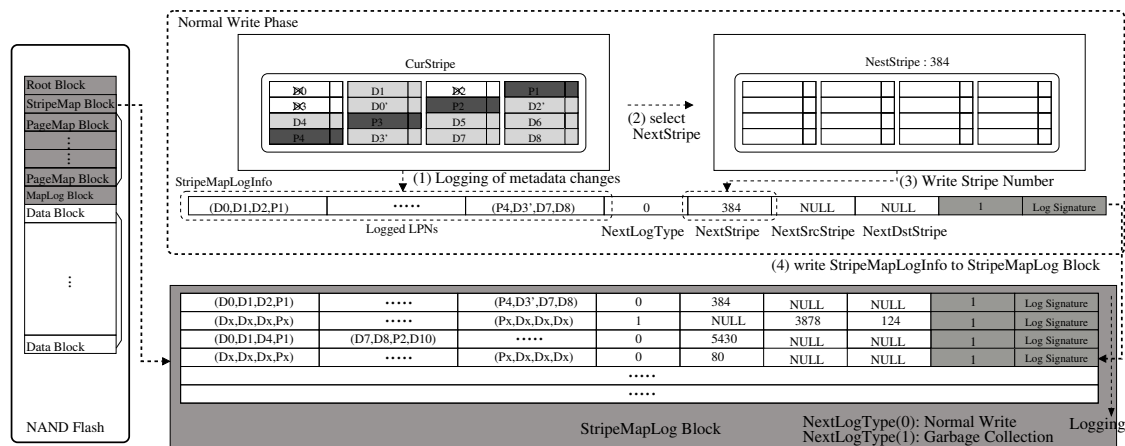 Normal Write Phase
CurStripe
D0 D1 D2 P1
D3 D0' P2 D2'
D4 P3 D5 D6
P4 D3' D7 D8
(2) select
NextStripe
NestStripe : 384
(1) Logging of metadata changes
(3) Write Stripe Number
StripeMapLogInfo
(D0,D1,D2,P1) ..... (P4,D3',D7,D8) 0 384 NULL NULL 1 Log Signature
Logged LPNs
NextLogType NextStripe NextSrcStripe NextDstStripe
(4) write StripeMapLogInfo to StripeMapLog Block
Root Block
StripeMap Block
PageMap Block
PageMap Block
MapLog Block
Data Block
Data Block
NAND Flash
(D0,D1,D2,P1) ..... (P4,D3',D7,D8) 0 384 NULL NULL 1 Log Signature
(Dx,Dx,Dx,Px) ..... (Px,Dx,Dx,Dx) 1 NULL 3878 124 1 Log Signature
(D0,D1,D4,P1) (D7,D8,P2,D10) ..... 0 5430 NULL NULL 1 Log Signature
(Dx,Dx,Dx,Px) ..... (Px,Dx,Dx,Dx) 0 80 NULL NULL 1 Log Signature
.....
.....
StripeMapLog Block
NextLogType(0): Normal Write
NextLogType(1): Garbage Collection
Logging